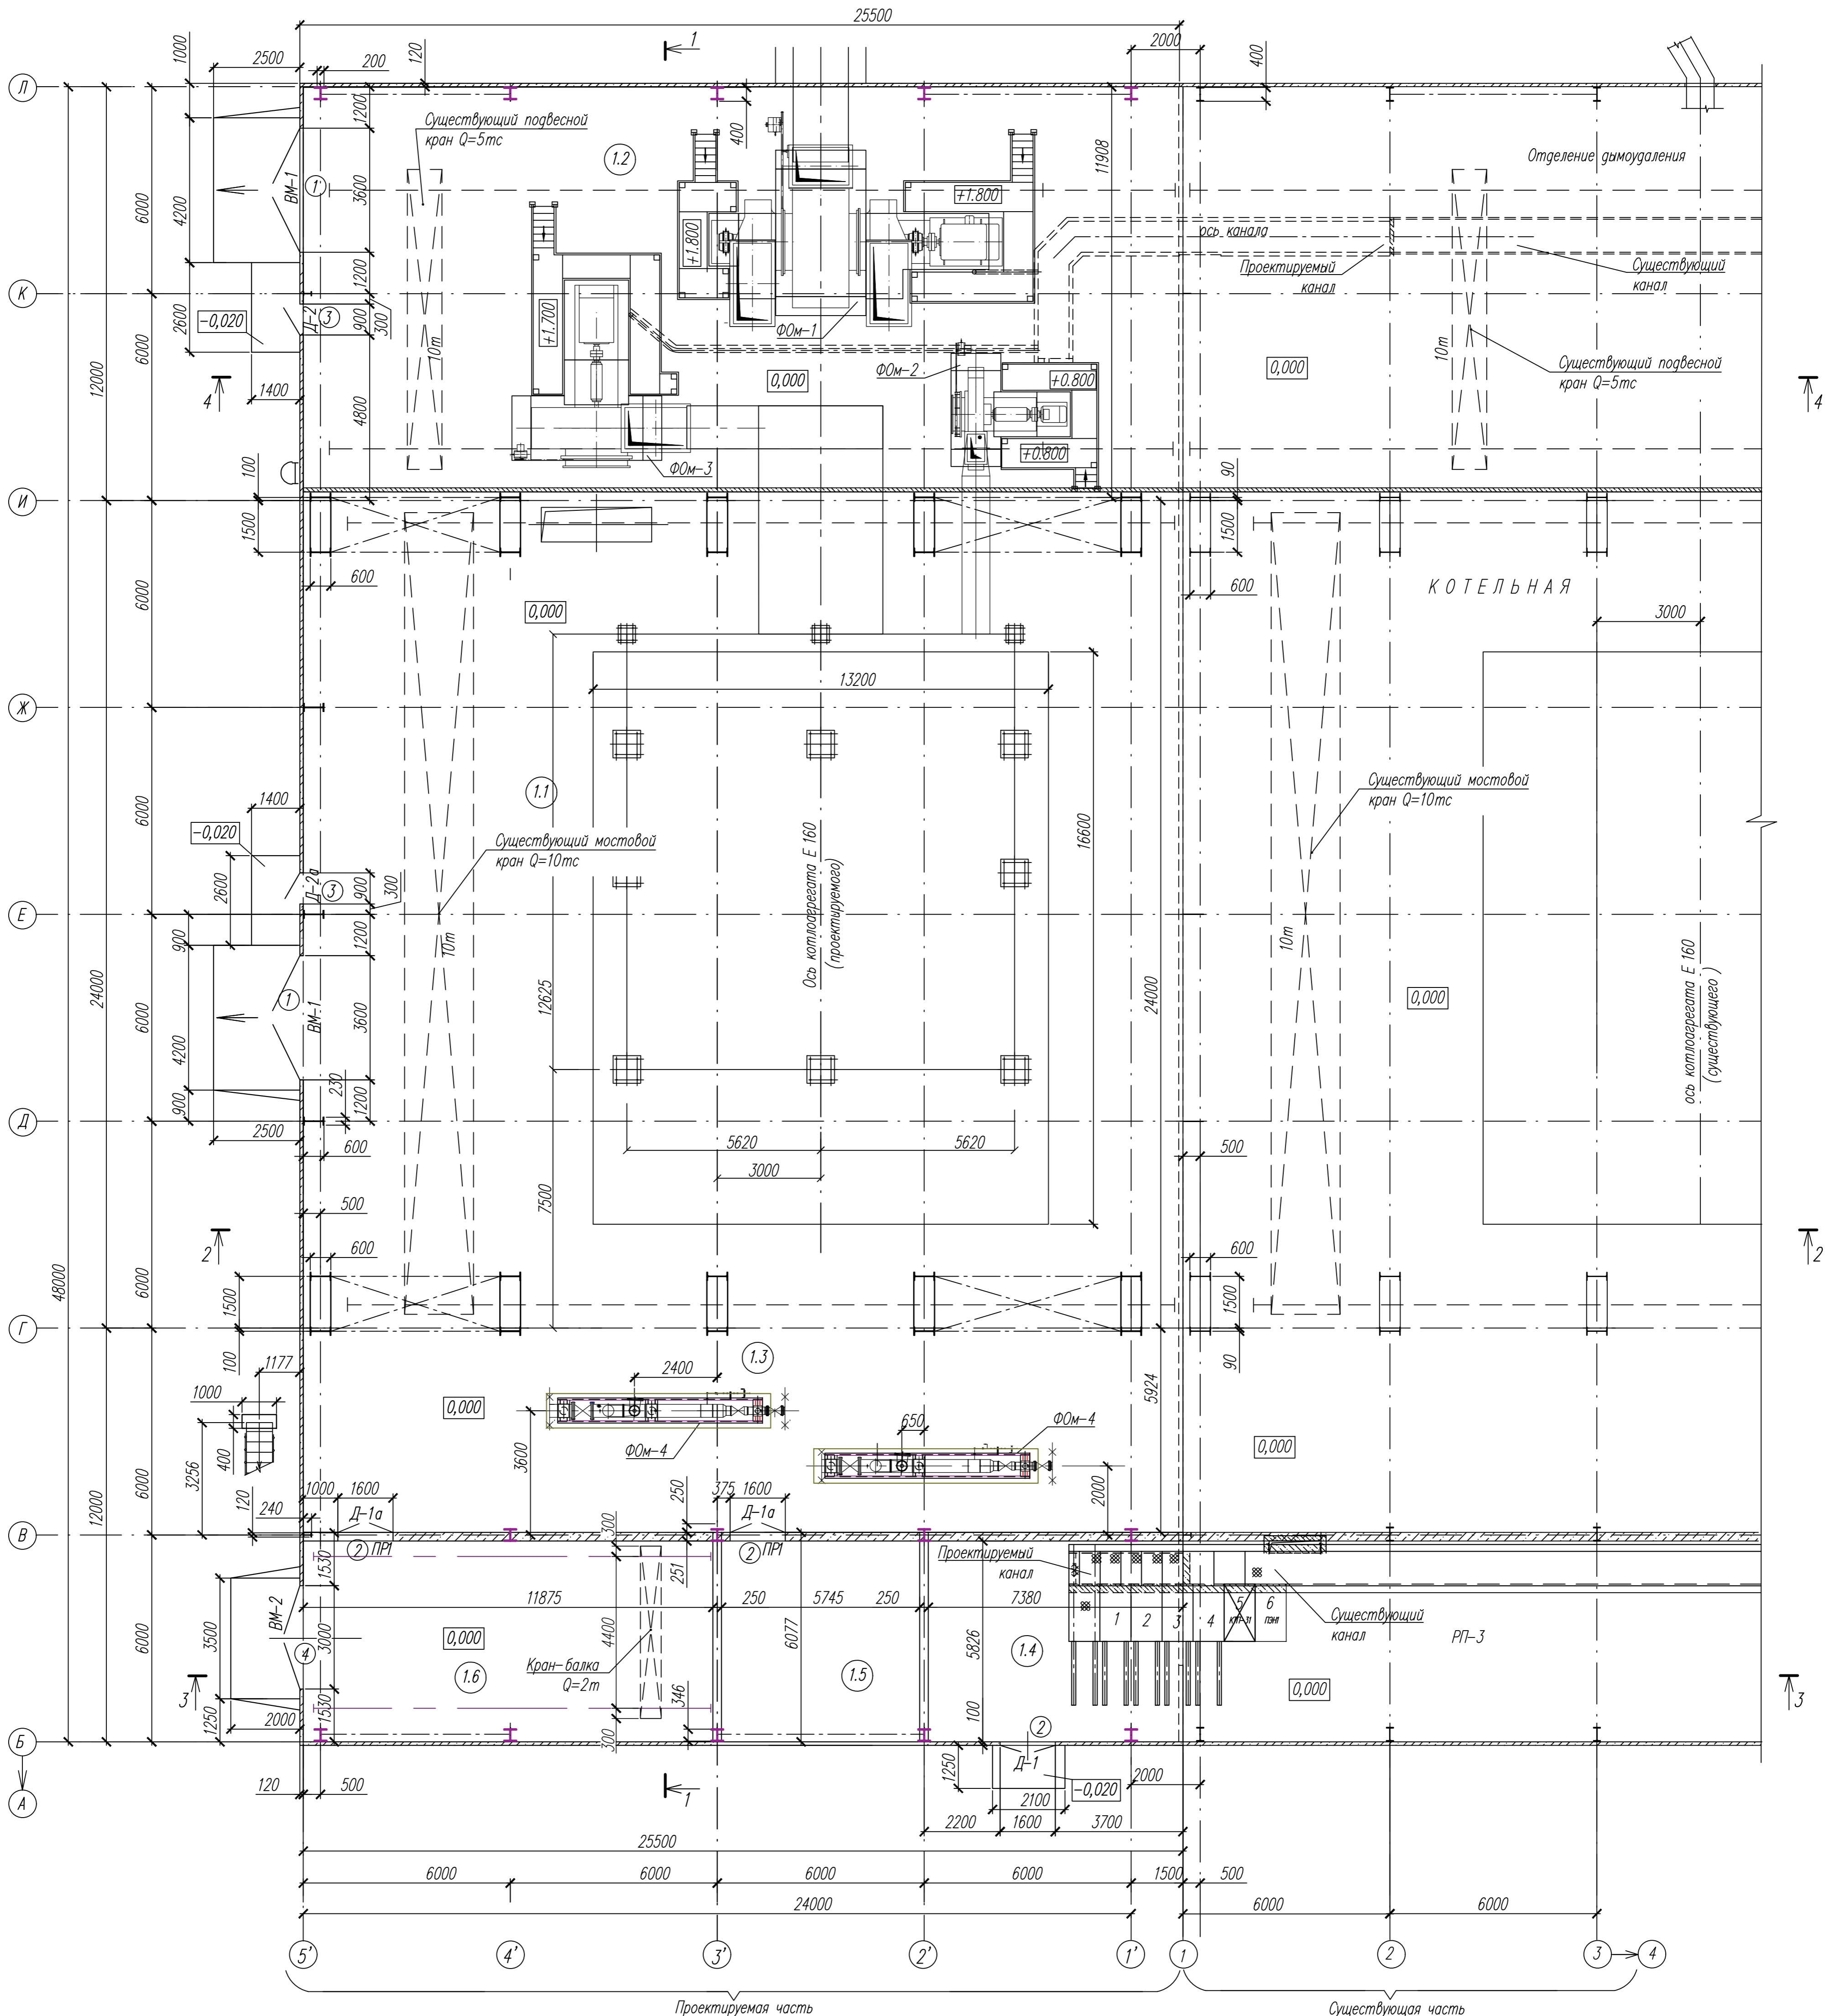 25500
1
2000
1000
2500
200
120
400
Л
1200
Существующий подвесной
кран Q=5тс
400
1.2
11908
Отделение дымоудаления
6000
4200
ВМ-1
1
3600
+1.800
+1.800
ось канала
Проектируемый
канал
Существующий
канал
1200
К
2600
-0,020
Д-2
3
900
300
+1.700
ФОм-1
10т
10т
12000
6000
1400
4
4800
0,000
ФОм-2
+0.800
0,000
Существующий подвесной
кран Q=5тс
4
+0.800
ФОм-3
100
90
И
1500
1500
600
600
0,000
КОТЕЛЬНАЯ
6000
3000
13200
Ж
1.1
Существующий мостовой
кран Q=10тс
1400
-0,020
6000
Существующий мостовой
кран Q=10тс
16600
2600
Д-2а
3
900
300
Ось котлоагрегата Е 160
(проектируемого)
Е
900
1200
10т
10т
24000
1
ВМ-1
12625
24000
0,000
ось котлоагрегата Е 160
(существующего)
6000
3600
4200
230
900
1200
Д
2500
600
5620
5620
500
3000
500
7500
2
600
600
2
48000
6000
1500
1500
Г
100
1177
1.3
90
2400
1000
0,000
5924
650
ФОм-4
ФОм-4
0,000
400
3600
3256
6000
12000
120
240
1000
1600
250
375
1600
2000
Д-1а
Д-1а
300
В
2
ПР1
2
ПР1
1530
251
Проектируемый
канал
11875
250
5745
250
7380
ВМ-2
3500
3000
4400
6077
5826
1
2
3
4
5
6
ПЭН1
Существующий
канал
РП-3
6000
0,000
4
1.6
Кран-балка
Q=2т
1.5
1.4
0,000
3
3
1250
2000
1530
346
100
300
2
Б
1250
Д-1
-0,020
2000
А
120
500
1
2100
2200
1600
3700
25500
6000
6000
6000
6000
1500
500
24000
6000
6000
5'
4'
3'
2'
1'
1
2
3
4
Проектируемая часть
Существующая часть